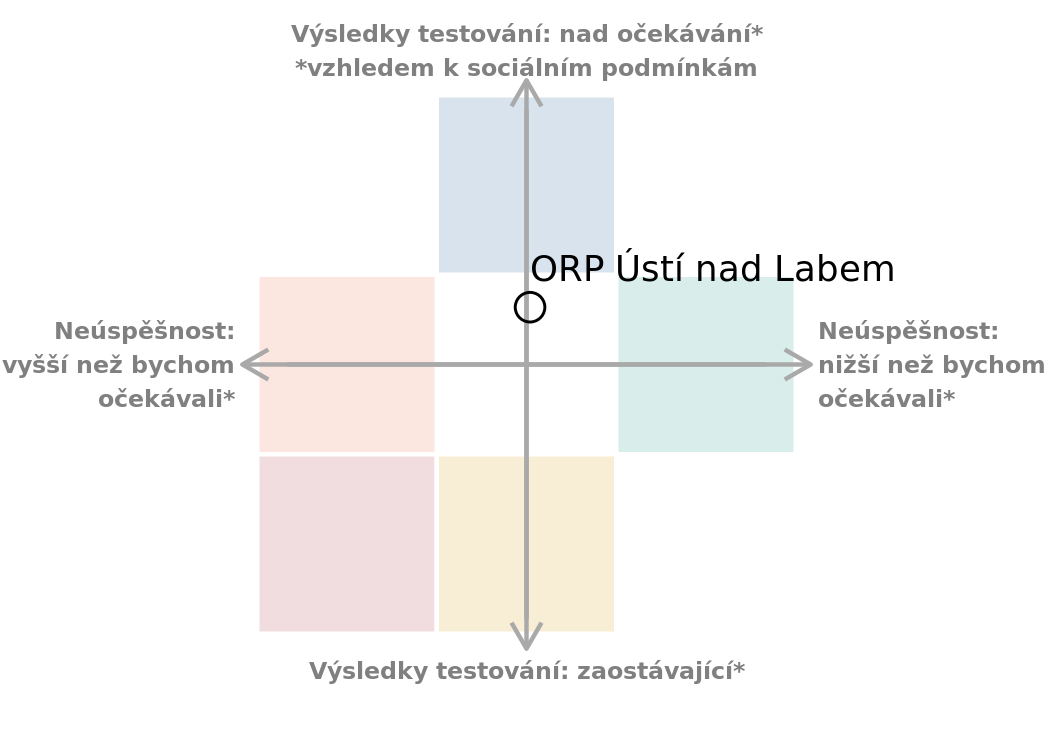 Výsledky testování: nad očekávání*
*vzhledem k sociálním podmínkám
ORP Ústí nad Labem
Neúspěšnost:
vyšší než bychom
očekávali*
Neúspěšnost:
nižší než bychom
očekávali*
Výsledky testování: zaostávající*